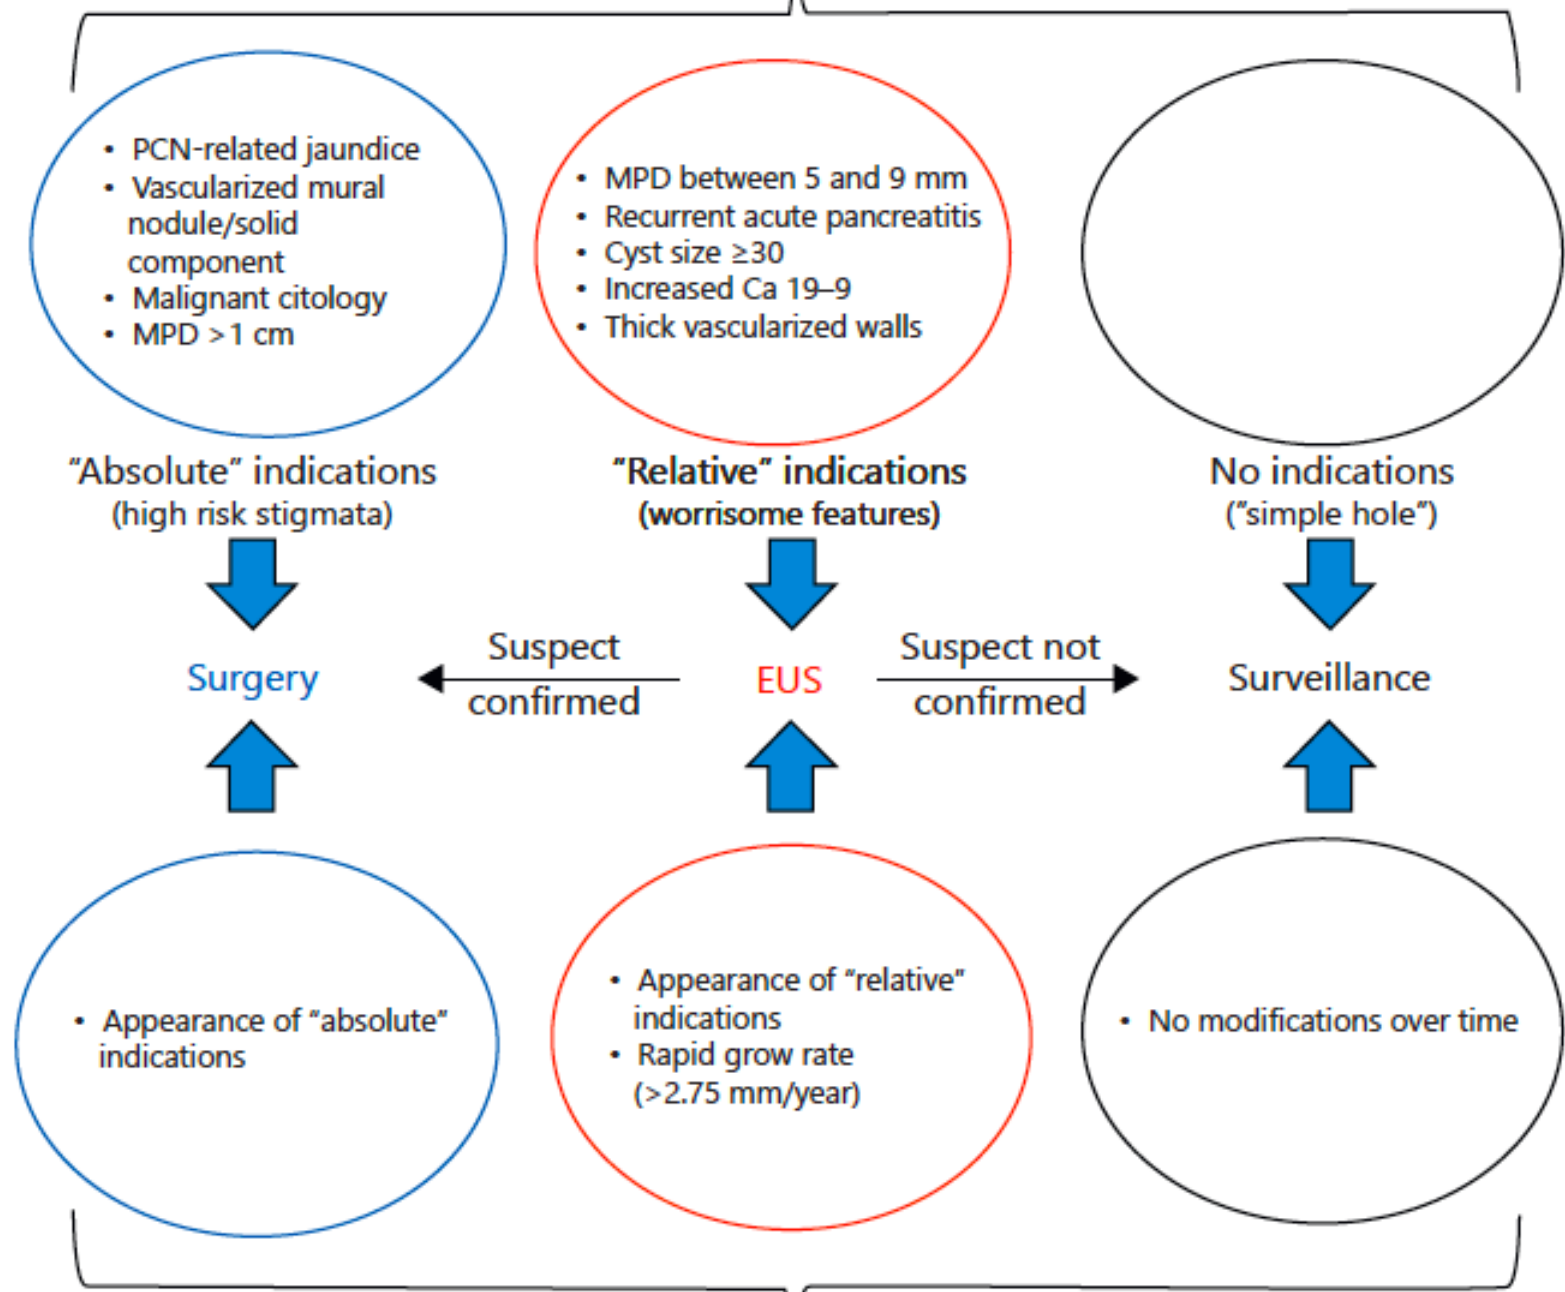 • PCN-related jaundice
• Vascularized mural
nodule/solid
component
• Malignant citology
• MPD >1 cm
• MPD between 5 and 9 mm
• Recurrent acute pancreatitis
• Cyst size ≥30
• Increased Ca 19–9
• Thick vascularized walls
"Absolute" indications
(high risk stigmata)
"Relative" indications
(worrisome features)
No indications
("simple hole")
Surgery
Suspect
confirmed
EUS
Suspect not
confirmed
Surveillance
• Appearance of "absolute"
indications
• Appearance of "relative"
indications
• Rapid grow rate
(>2.75 mm/year)
• No modifications over time